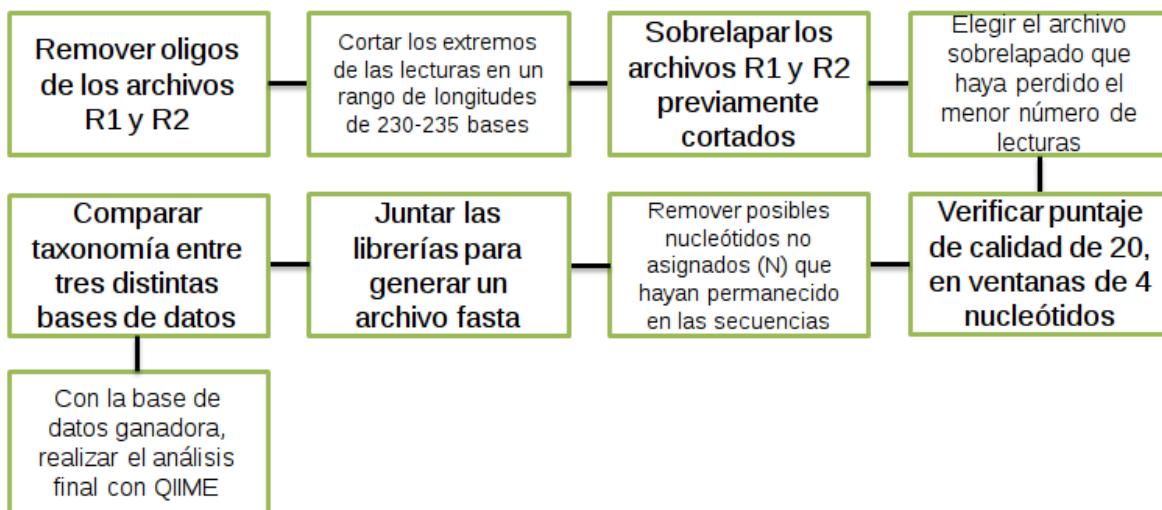 Remover oligos
de los archivos
R1 y R2
Cortar los extremos
de las lecturas en un
rango de longitudes
de 230-235 bases
Sobrelapar los
archivos R1 y R2
previamente
cortados
Elegir el archivo
sobrelapado que
haya perdido el
menor número de
lecturas
Verificar puntaje
de calidad de 20,
en ventanas de 4
nucleótidos
Remover posibles
nucleótidos no
asignados (N) que
hayan permanecido
en las secuencias
Juntar las
librerías para
generar un
archivo fasta
Comparar
taxonomía entre
tres distintas
bases de datos
Con la base de
datos ganadora,
realizar el análisis
final con QIIME